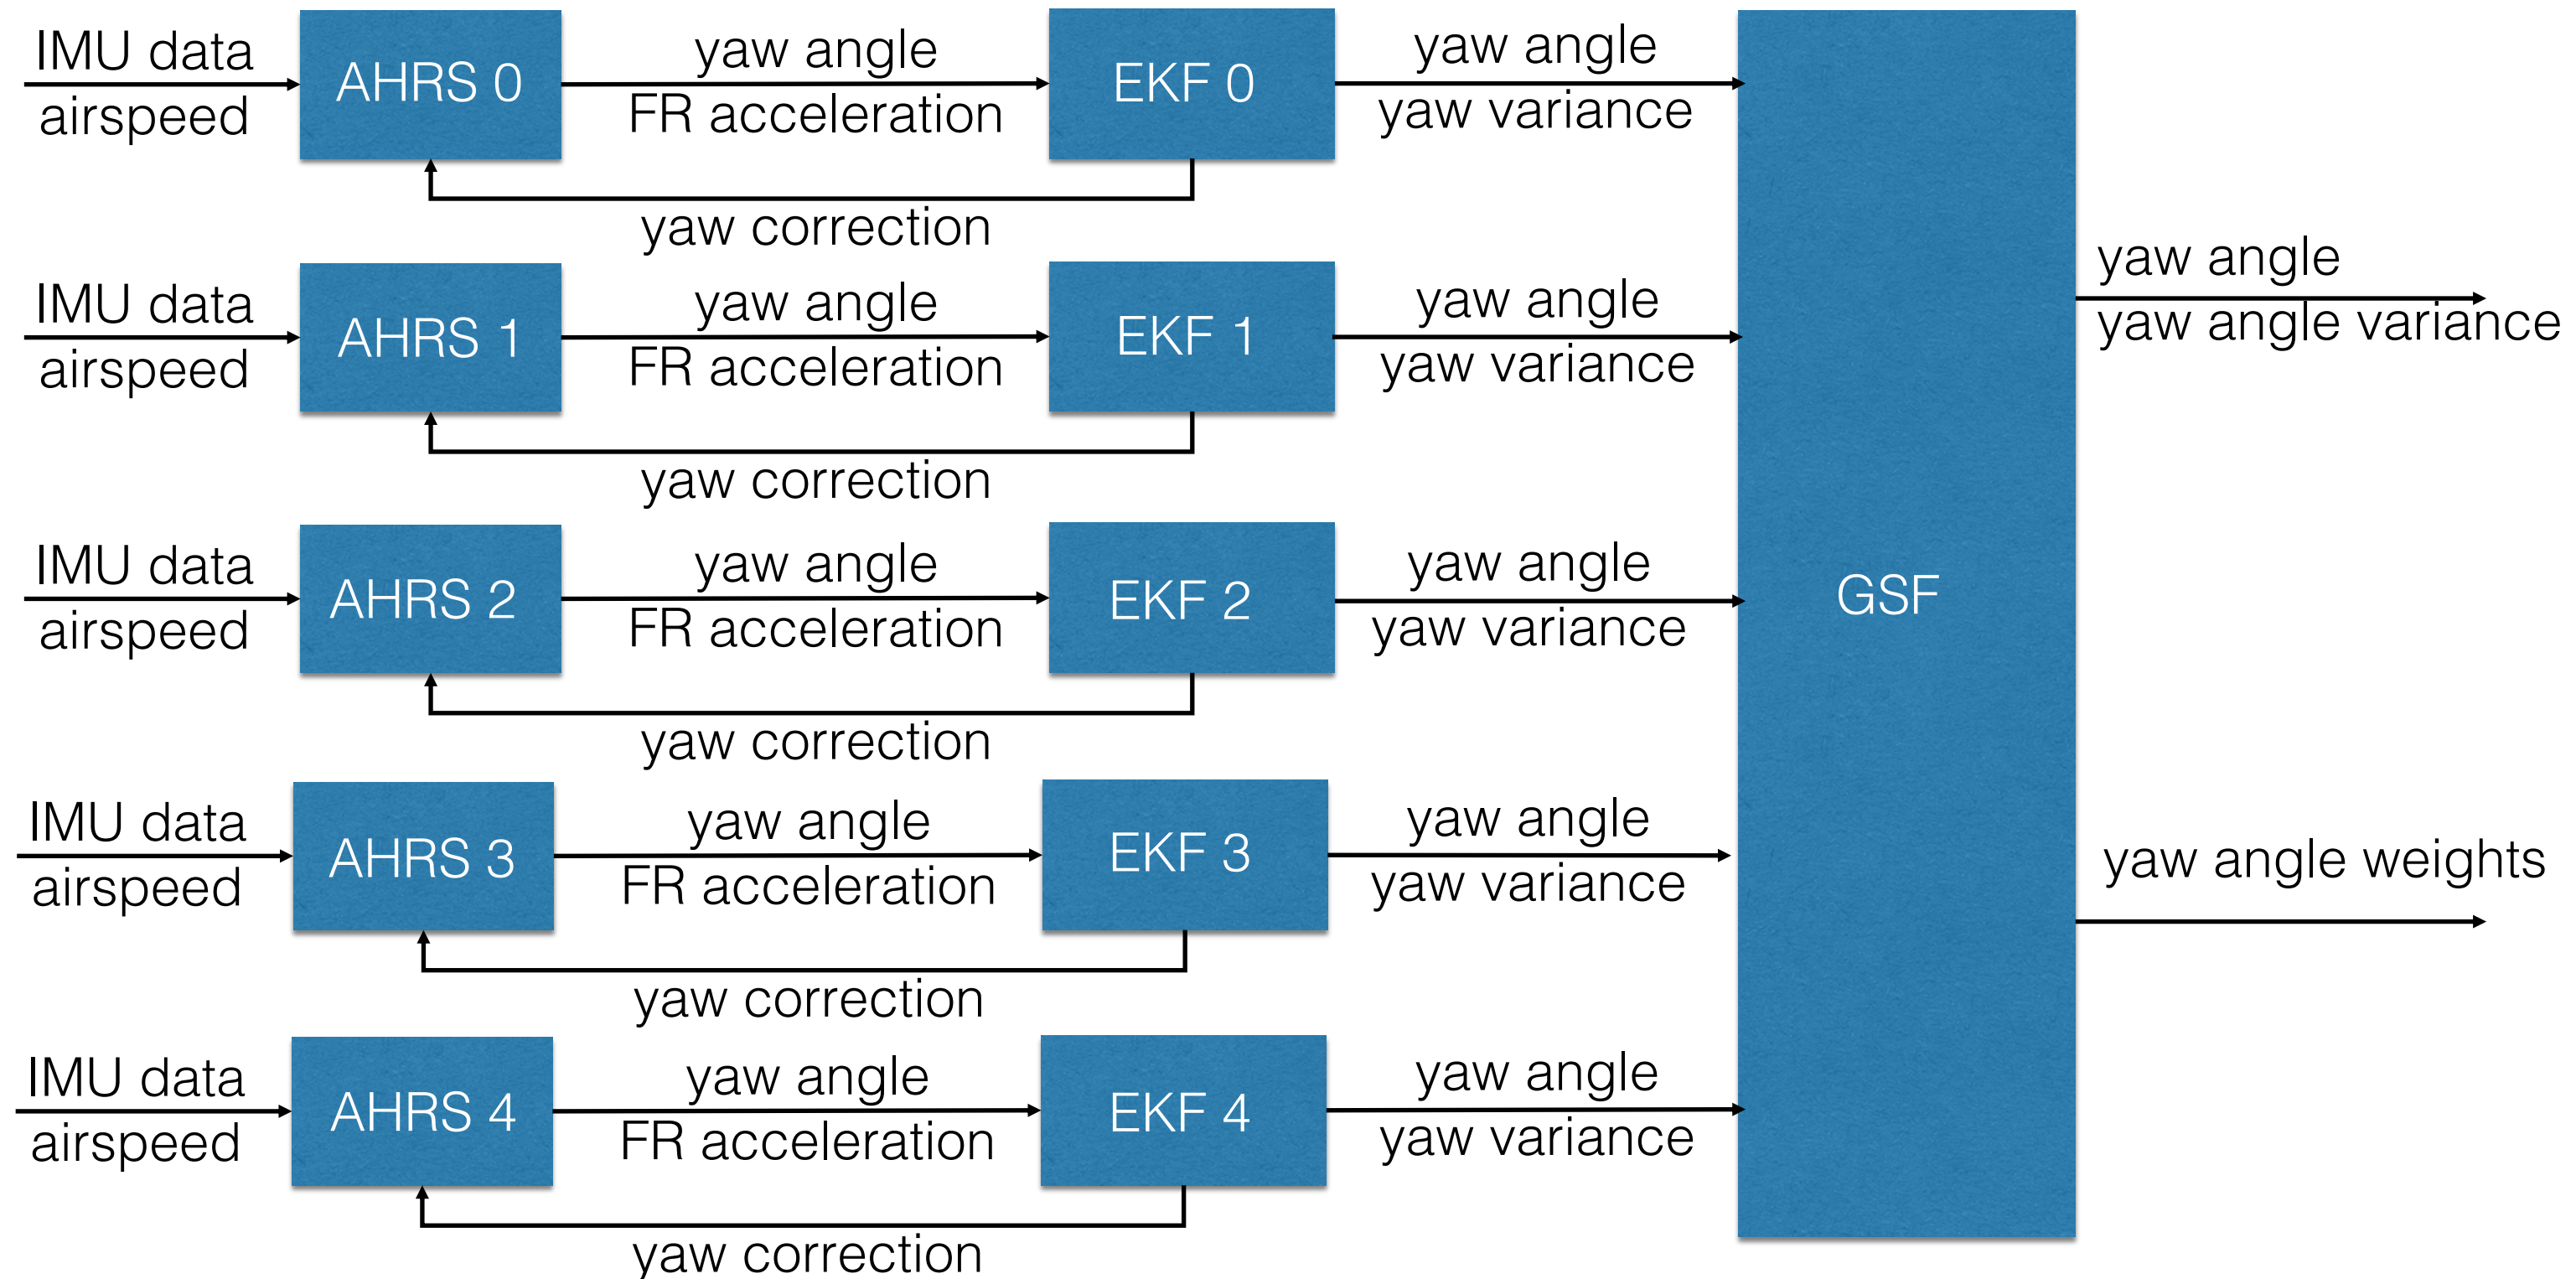 IMU data
airspeed
AHRS 0
yaw angle
FR acceleration
EKF 0
yaw angle
yaw variance
yaw correction
IMU data
airspeed
AHRS 1
yaw angle
FR acceleration
EKF 1
yaw angle
yaw variance
yaw correction
IMU data
airspeed
AHRS 2
yaw angle
FR acceleration
EKF 2
yaw angle
yaw variance
yaw correction
IMU data
airspeed
AHRS 3
yaw angle
FR acceleration
EKF 3
yaw angle
yaw variance
yaw correction
IMU data
airspeed
AHRS 4
yaw angle
FR acceleration
EKF 4
yaw angle
yaw variance
yaw correction
GSF
yaw angle
yaw angle variance
yaw angle weights